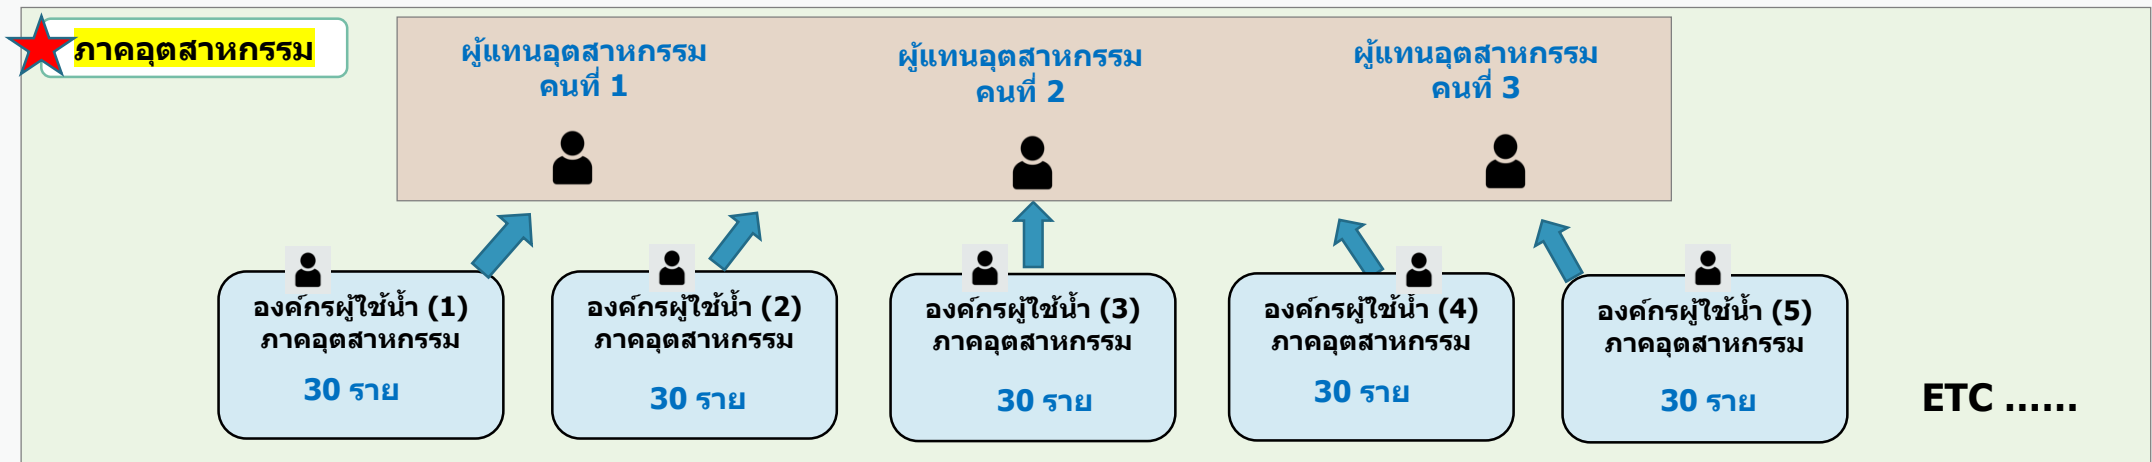 ภาคอุตสาหกรรม
ผู้แทนอุตสาหกรรม
คนที่ 1
ผู้แทนอุตสาหกรรม
คนที่ 2
ผู้แทนอุตสาหกรรม
คนที่ 3
องค์กรผู้ใช้น้ำ (1)
ภาคอุตสาหกรรม
30 ราย
องค์กรผู้ใช้น้ำ (2)
ภาคอุตสาหกรรม
30 ราย
องค์กรผู้ใช้น้ำ (3)
ภาคอุตสาหกรรม
30 ราย
องค์กรผู้ใช้น้ำ (4)
ภาคอุตสาหกรรม
30 ราย
องค์กรผู้ใช้น้ำ (5)
ภาคอุตสาหกรรม
30 ราย
ETC ......